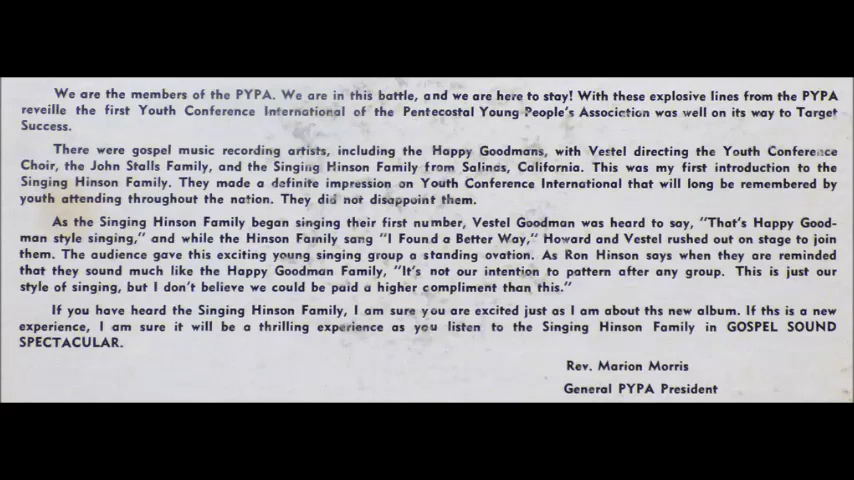 We are the members of the PYPA. We are in this battle, and we are here to stay! With these explosive lines from the PYPA
reveille the first Youth Conference International of the Pentecostal Young People's Association was well on its way to Target
Success.
There were gospel music recording artists, including the Happy Goodmans, with Vestel directing the Youth Conference
Choir, the John Stalls Family, and the Singing Hinson Family from Salinas, California. This was my first introduction to the
Singing Hinson Family. They made a definite impression on Youth Conference International that will long be remembered by
youth attending throughout the nation. They did not disappoint them.
As the Singing Hinson Family began singing their first number, Vestel Goodman was heard to say, "That's Happy Good-
man style singing," and while the Hinson Family sang "I Found a Better Way," Howard and Vestel rushed out on stage to join
them. The audience gave this exciting young singing group a standing ovation. As Ron Hinson says when they are reminded
that they sound much like the Happy Goodman Family, "It's not our intention to pattern after any group. This is just our
style of singing, but I don't believe we could be paid a higher compliment than this."
If you have heard the Singing Hinson Family, I am sure you are excited just as I am about ths new album. If ths is a new
experience, I am sure it will be a thrilling experience as you listen to the Singing Hinson Family in GOSPEL SOUND
SPECTACULAR.
Rev. Marion Morris
General PYPA President